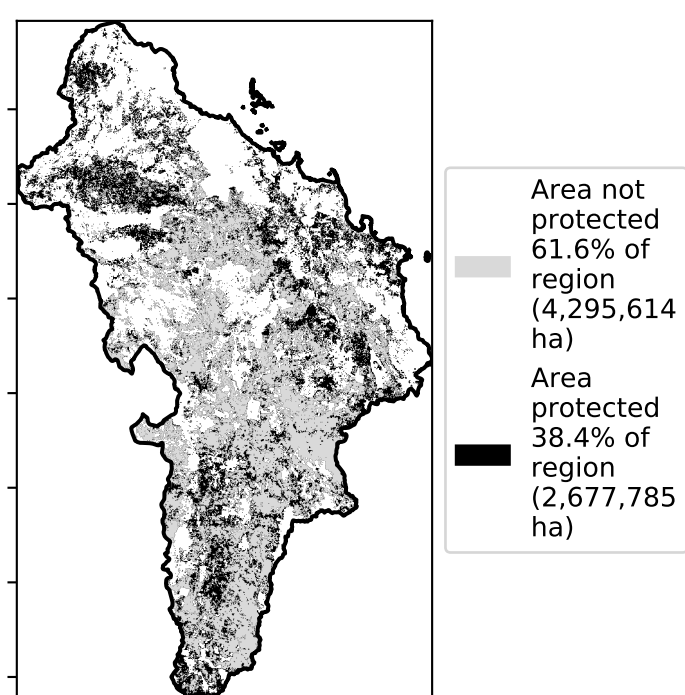 Area not
protected
61.6% of
region
(4,295,614
ha)
Area
protected
38.4% of
region
(2,677,785
ha)